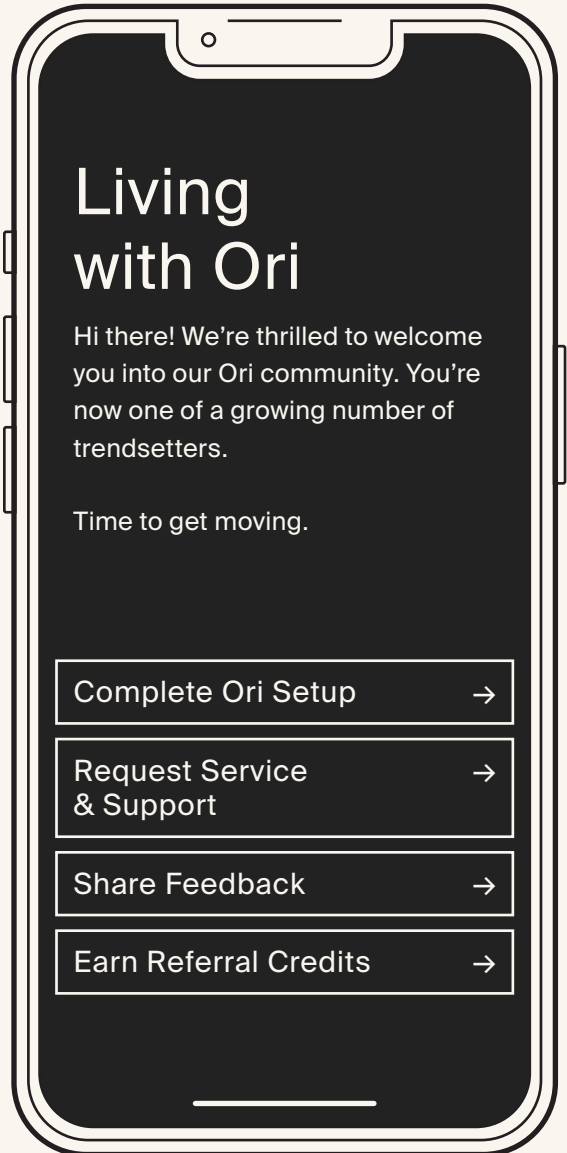 Living
with Ori
Hi there! We’re thrilled to welcome
you into our Ori community. You’re
now one of a growing number of
trendsetters.
Time to get moving.
Complete Ori Setup →
Request Service →
& Support
Share Feedback →
Earn Referral Credits →